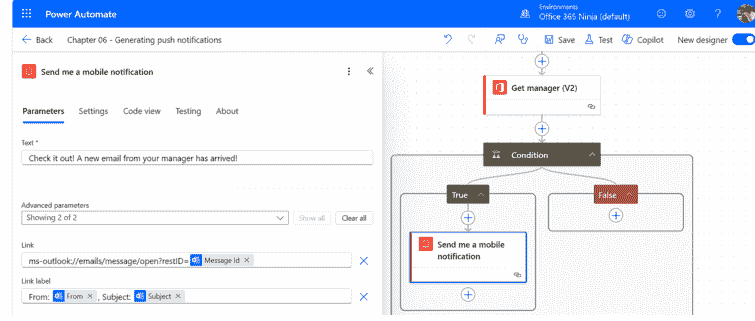 Power Automate
Environments
Office 365 Ninja (default)
?
Back
Chapter 06 - Generating push notifications
Save
Test
Copilot
New designer
Send me a mobile notification
Parameters
Settings
Code view
Testing
About
Text *
Check it out! A new email from your manager has arrived!
Advanced parameters
Showing 2 of 2
Show all
Clear all
Link
ms-outlook://emails/message/open?restID= Message Id
Link label
From: From , Subject: Subject
Get manager (V2)
Condition
True
False
Send me a mobile
notification